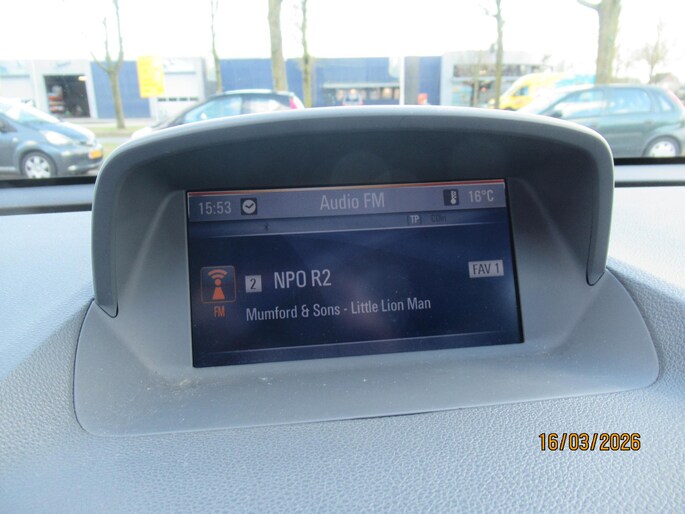 15:53 Audio FM 16°C
TP
2 NPO R2 FAV 1
FM
Mumford & Sons - Little Lion Man
16/03/2026